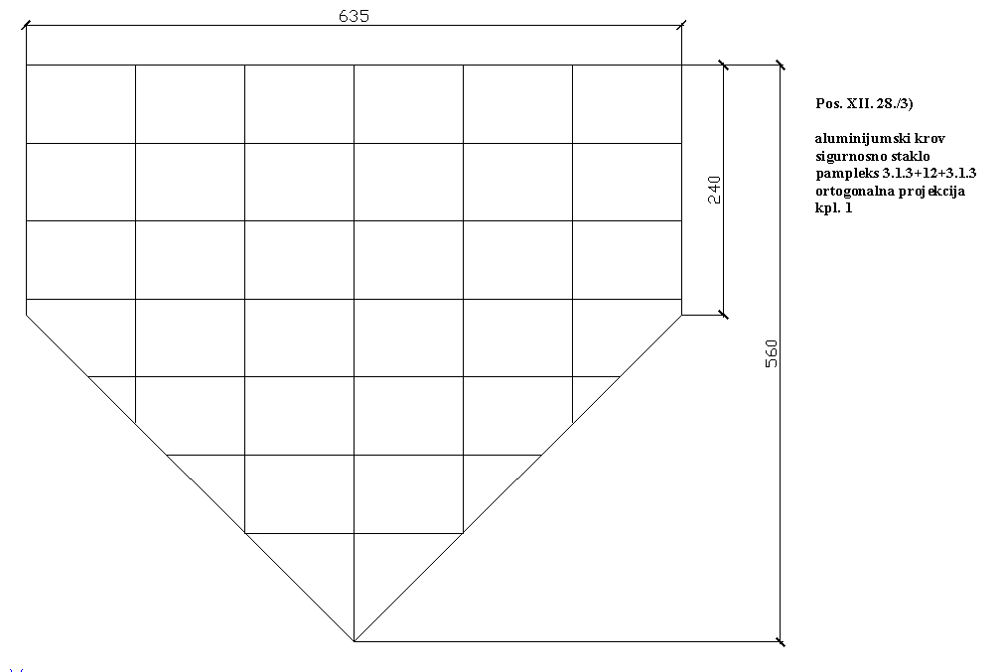 635
Pos. XII. 28./3)
aluminijumski krov
sigurnosno staklo
pampleks 3.1.3+12+3.1.3
ortogonalna projekcija
kpl. 1
240
560